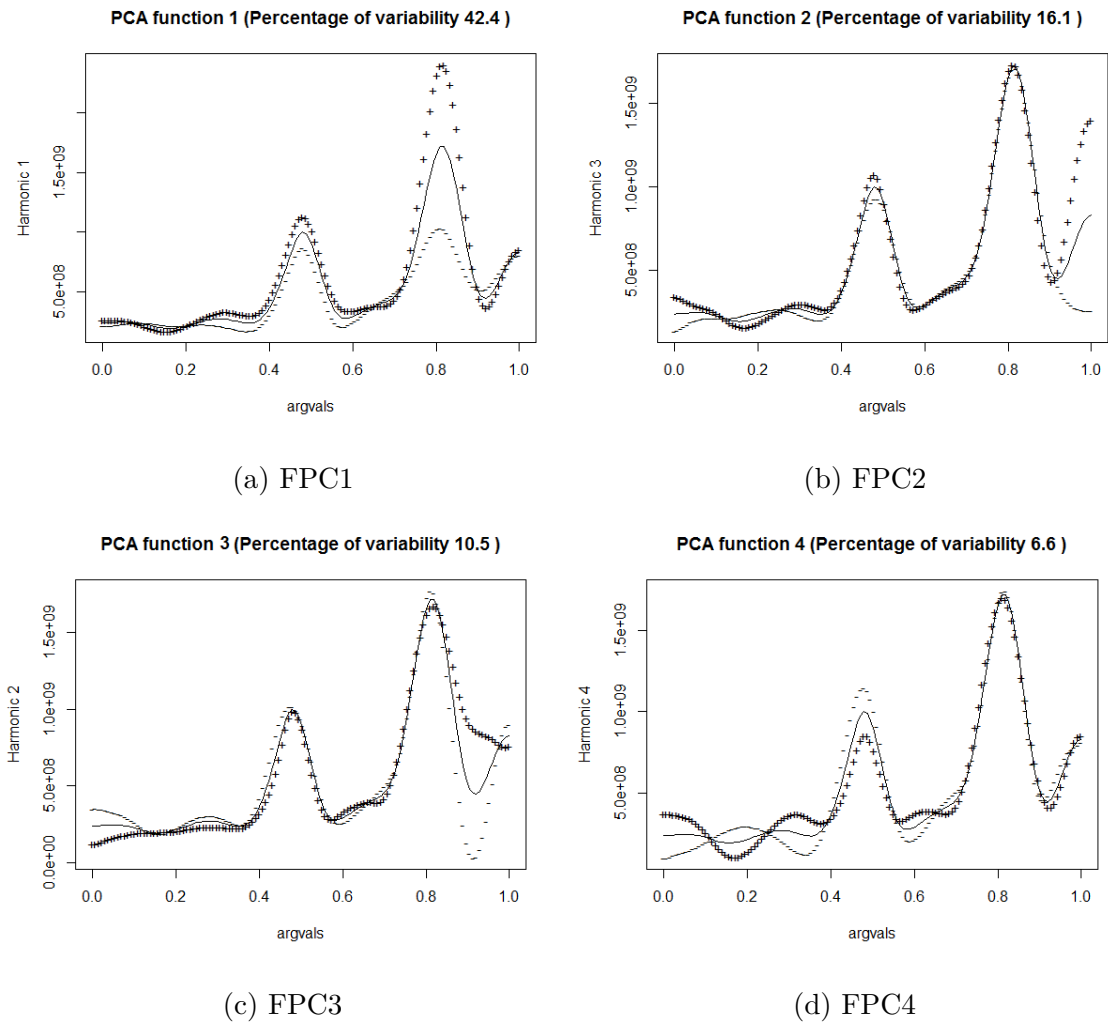 PCA function 1 (Percentage of variability 42.4 )
Harmonic 1
5.0e+08
1.5e+09
0.0 0.2 0.4 0.6 0.8 1.0
argvals
(a) FPC1
PCA function 2 (Percentage of variability 16.1 )
Harmonic 3
5.0e+08
1.0e+09
1.5e+09
0.0 0.2 0.4 0.6 0.8 1.0
argvals
(b) FPC2
PCA function 3 (Percentage of variability 10.5 )
Harmonic 2
0.0e+00
5.0e+08
1.0e+09
1.5e+09
0.0 0.2 0.4 0.6 0.8 1.0
argvals
(c) FPC3
PCA function 4 (Percentage of variability 6.6 )
Harmonic 4
5.0e+08
1.0e+09
1.5e+09
0.0 0.2 0.4 0.6 0.8 1.0
argvals
(d) FPC4